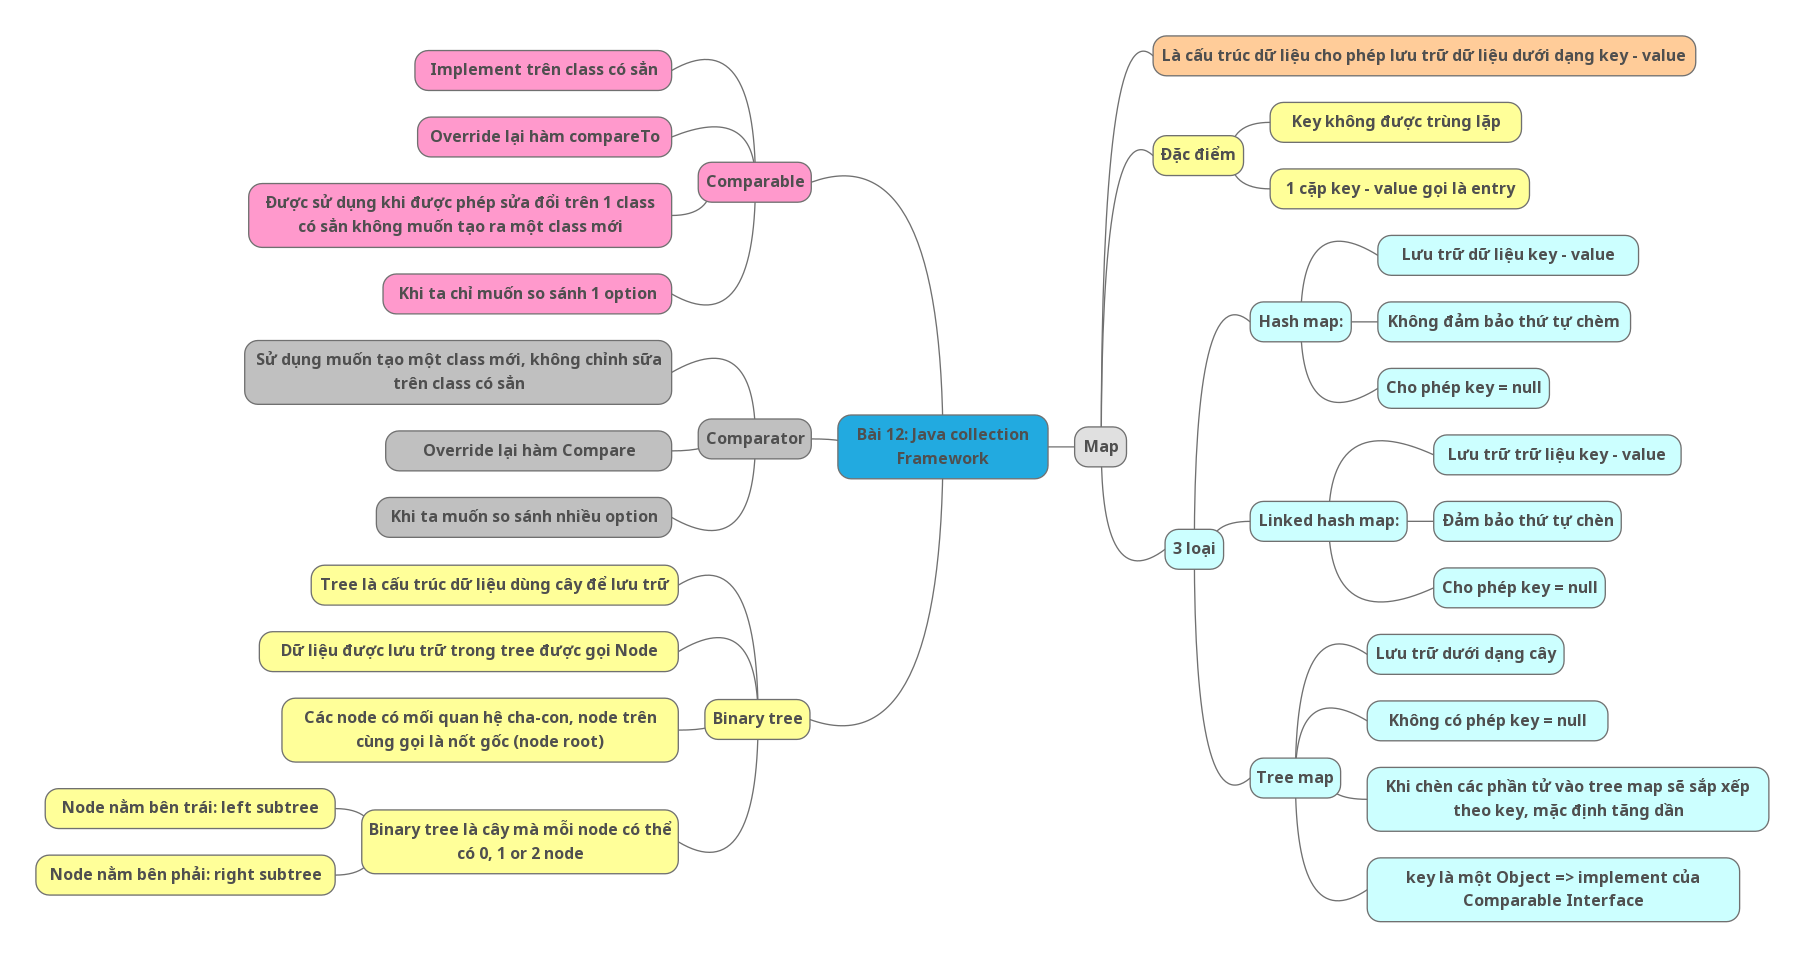 Bài 12: Java collection
Framework
Comparable
Implement trên class có sẳn
Override lại hàm compareTo
Được sử dụng khi được phép sửa đổi trên 1 class
có sẳn không muốn tạo ra một class mới
Khi ta chỉ muốn so sánh 1 option
Comparator
Sử dụng muốn tạo một class mới, không chỉnh sữa
trên class có sẳn
Override lại hàm Compare
Khi ta muốn so sánh nhiều option
Binary tree
Tree là cấu trúc dữ liệu dùng cây để lưu trữ
Dữ liệu được lưu trữ trong tree được gọi Node
Các node có mối quan hệ cha-con, node trên
cùng gọi là nốt gốc (node root)
Binary tree là cây mà mỗi node có thể
có 0, 1 or 2 node
Node nằm bên trái: left subtree
Node nằm bên phải: right subtree
Map
Là cấu trúc dữ liệu cho phép lưu trữ dữ liệu dưới dạng key - value
Đặc điểm
Key không được trùng lặp
1 cặp key - value gọi là entry
3 loại
Hash map:
Lưu trữ dữ liệu key - value
Không đảm bảo thứ tự chèm
Cho phép key = null
Linked hash map:
Lưu trữ trữ liệu key - value
Đảm bảo thứ tự chèn
Cho phép key = null
Tree map
Lưu trữ dưới dạng cây
Không có phép key = null
Khi chèn các phần tử vào tree map sẽ sắp xếp
theo key, mặc định tăng dần
key là một Object => implement của
Comparable Interface